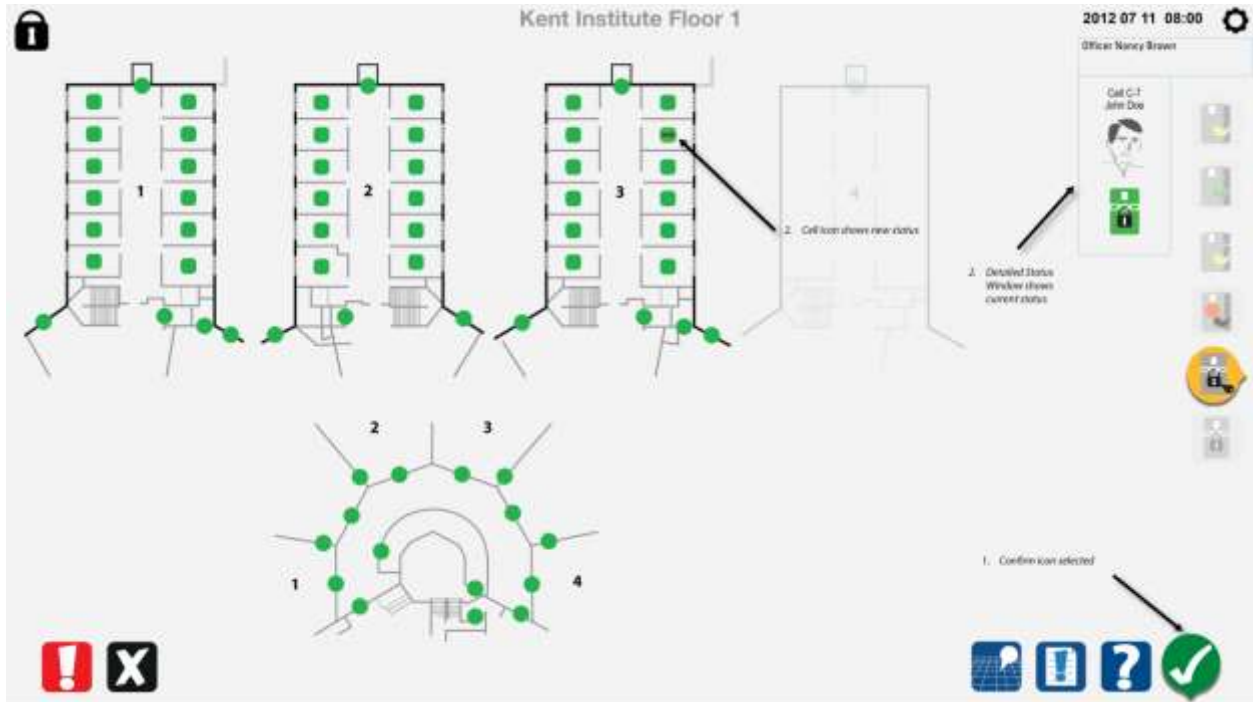 Kent Institute Floor 1
2012 07 11 08:00
Officer Nancy Brown
Cell C-7
John Doe
1
2
3
4
2. Cell icon shows new status
2. Detailed Status
Window shows
current status
2
3
1
4
1. Confirm icon selected